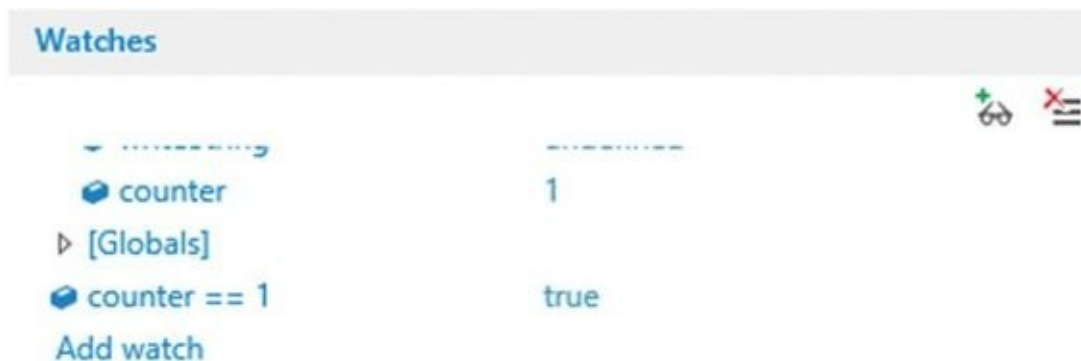 Watches
counter 1
[Globals]
counter == 1 true
Add watch